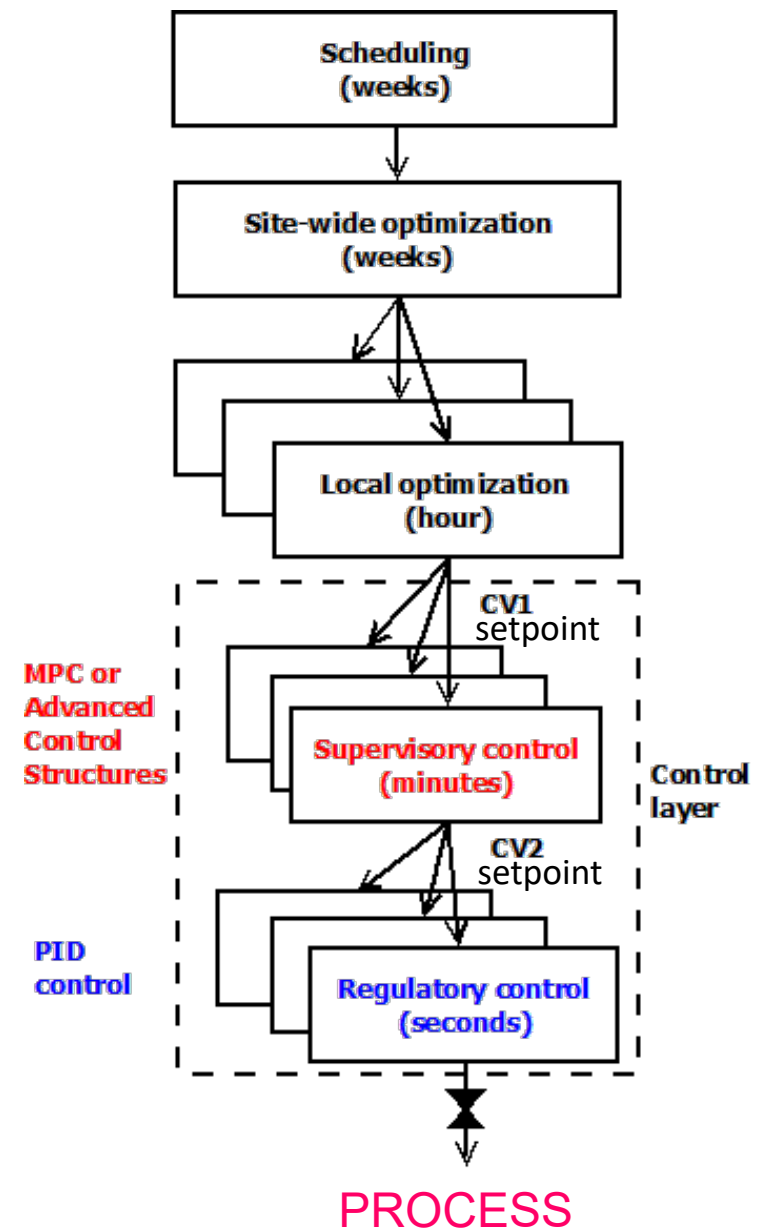 Scheduling
(weeks)
Site-wide optimization
(weeks)
Local optimization
(hour)
CV1
setpoint
MPC or
Advanced
Control
Structures
Supervisory control
(minutes)
Control
layer
CV2
setpoint
PID
control
Regulatory control
(seconds)
PROCESS